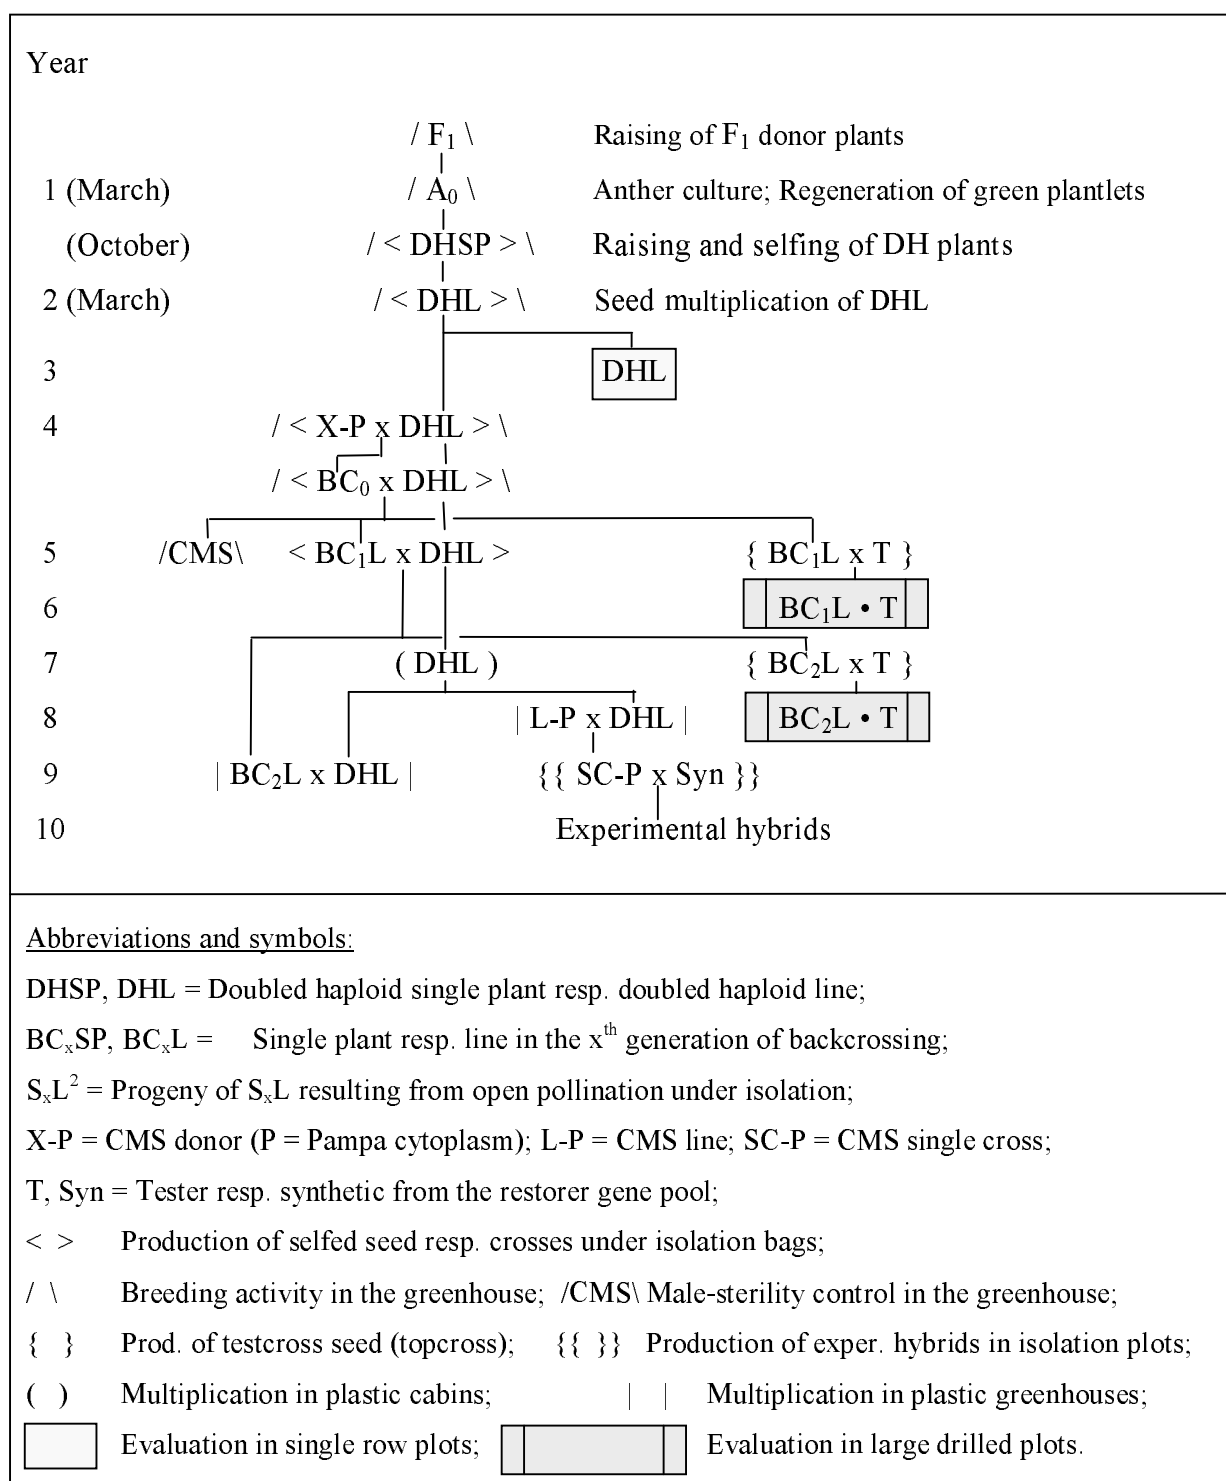 Year
/ F₁ \ Raising of F₁ donor plants
1 (March) / A₀ \ Anther culture; Regeneration of green plantlets
(October) / < DHSP > \ Raising and selfing of DH plants
2 (March) / < DHL > \ Seed multiplication of DHL
3 DHL
4 / < X-P x DHL > \
/ < BC₀ x DHL > \
5 /CMS\ < BC₁L x DHL > { BC₁L x T }
6 BC₁L • T
7 ( DHL ) { BC₂L x T }
8 | L-P x DHL | BC₂L • T
9 | BC₂L x DHL | {{ SC-P x Syn }}
10 Experimental hybrids
Abbreviations and symbols:
DHSP, DHL = Doubled haploid single plant resp. doubled haploid line;
BCₓSP, BCₓL = Single plant resp. line in the xᵗʰ generation of backcrossing;
SₓL² = Progeny of SₓL resulting from open pollination under isolation;
X-P = CMS donor (P = Pampa cytoplasm); L-P = CMS line; SC-P = CMS single cross;
T, Syn = Tester resp. synthetic from the restorer gene pool;
< > Production of selfed seed resp. crosses under isolation bags;
/ \ Breeding activity in the greenhouse; /CMS\ Male-sterility control in the greenhouse;
{ } Prod. of testcross seed (topcross); {{ }} Production of exper. hybrids in isolation plots;
( ) Multiplication in plastic cabins; | | Multiplication in plastic greenhouses;
Evaluation in single row plots; Evaluation in large drilled plots.